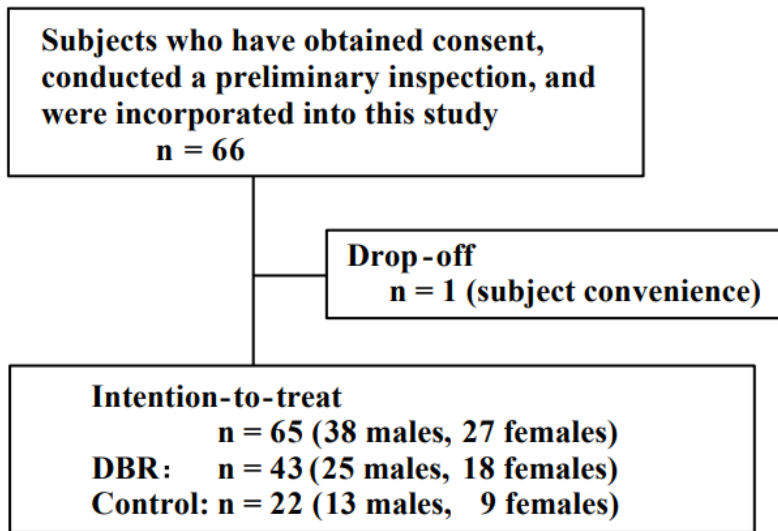 Subjects who have obtained consent,
conducted a preliminary inspection, and
were incorporated into this study
n = 66
Drop-off
n = 1 (subject convenience)
Intention-to-treat
n = 65 (38 males, 27 females)
DBR: n = 43 (25 males, 18 females)
Control: n = 22 (13 males, 9 females)